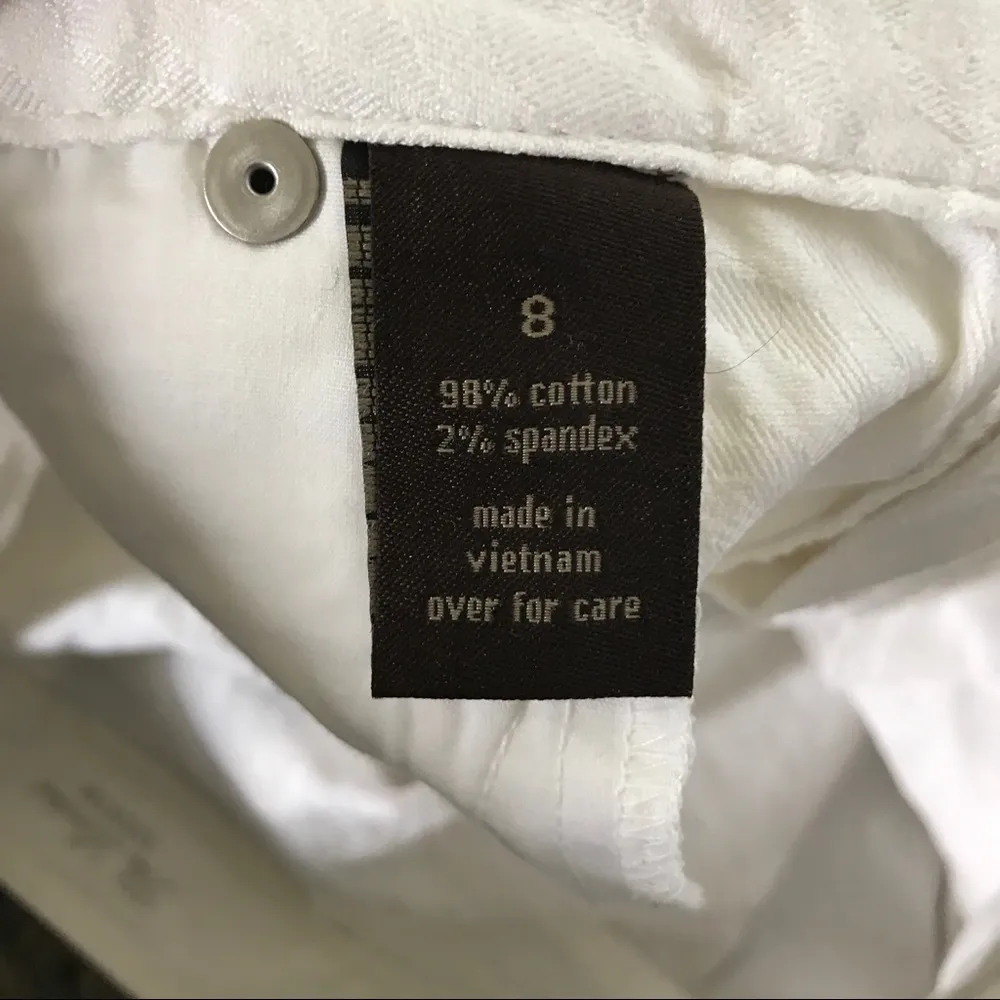 8
98% cotton
2% spandex
made in
vietnam
over for care